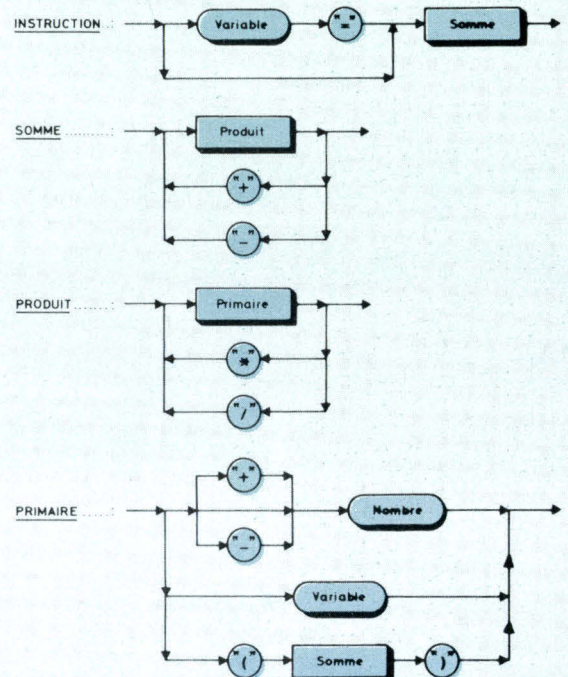 INSTRUCTION ......: Variable "=" Somme
SOMME ............: Produit
"+"
"-"
PRODUIT .......: Primaire
"*"
"/"
"+"
PRIMAIRE .......: Nombre
"-"
Variable
"(" Somme ")"